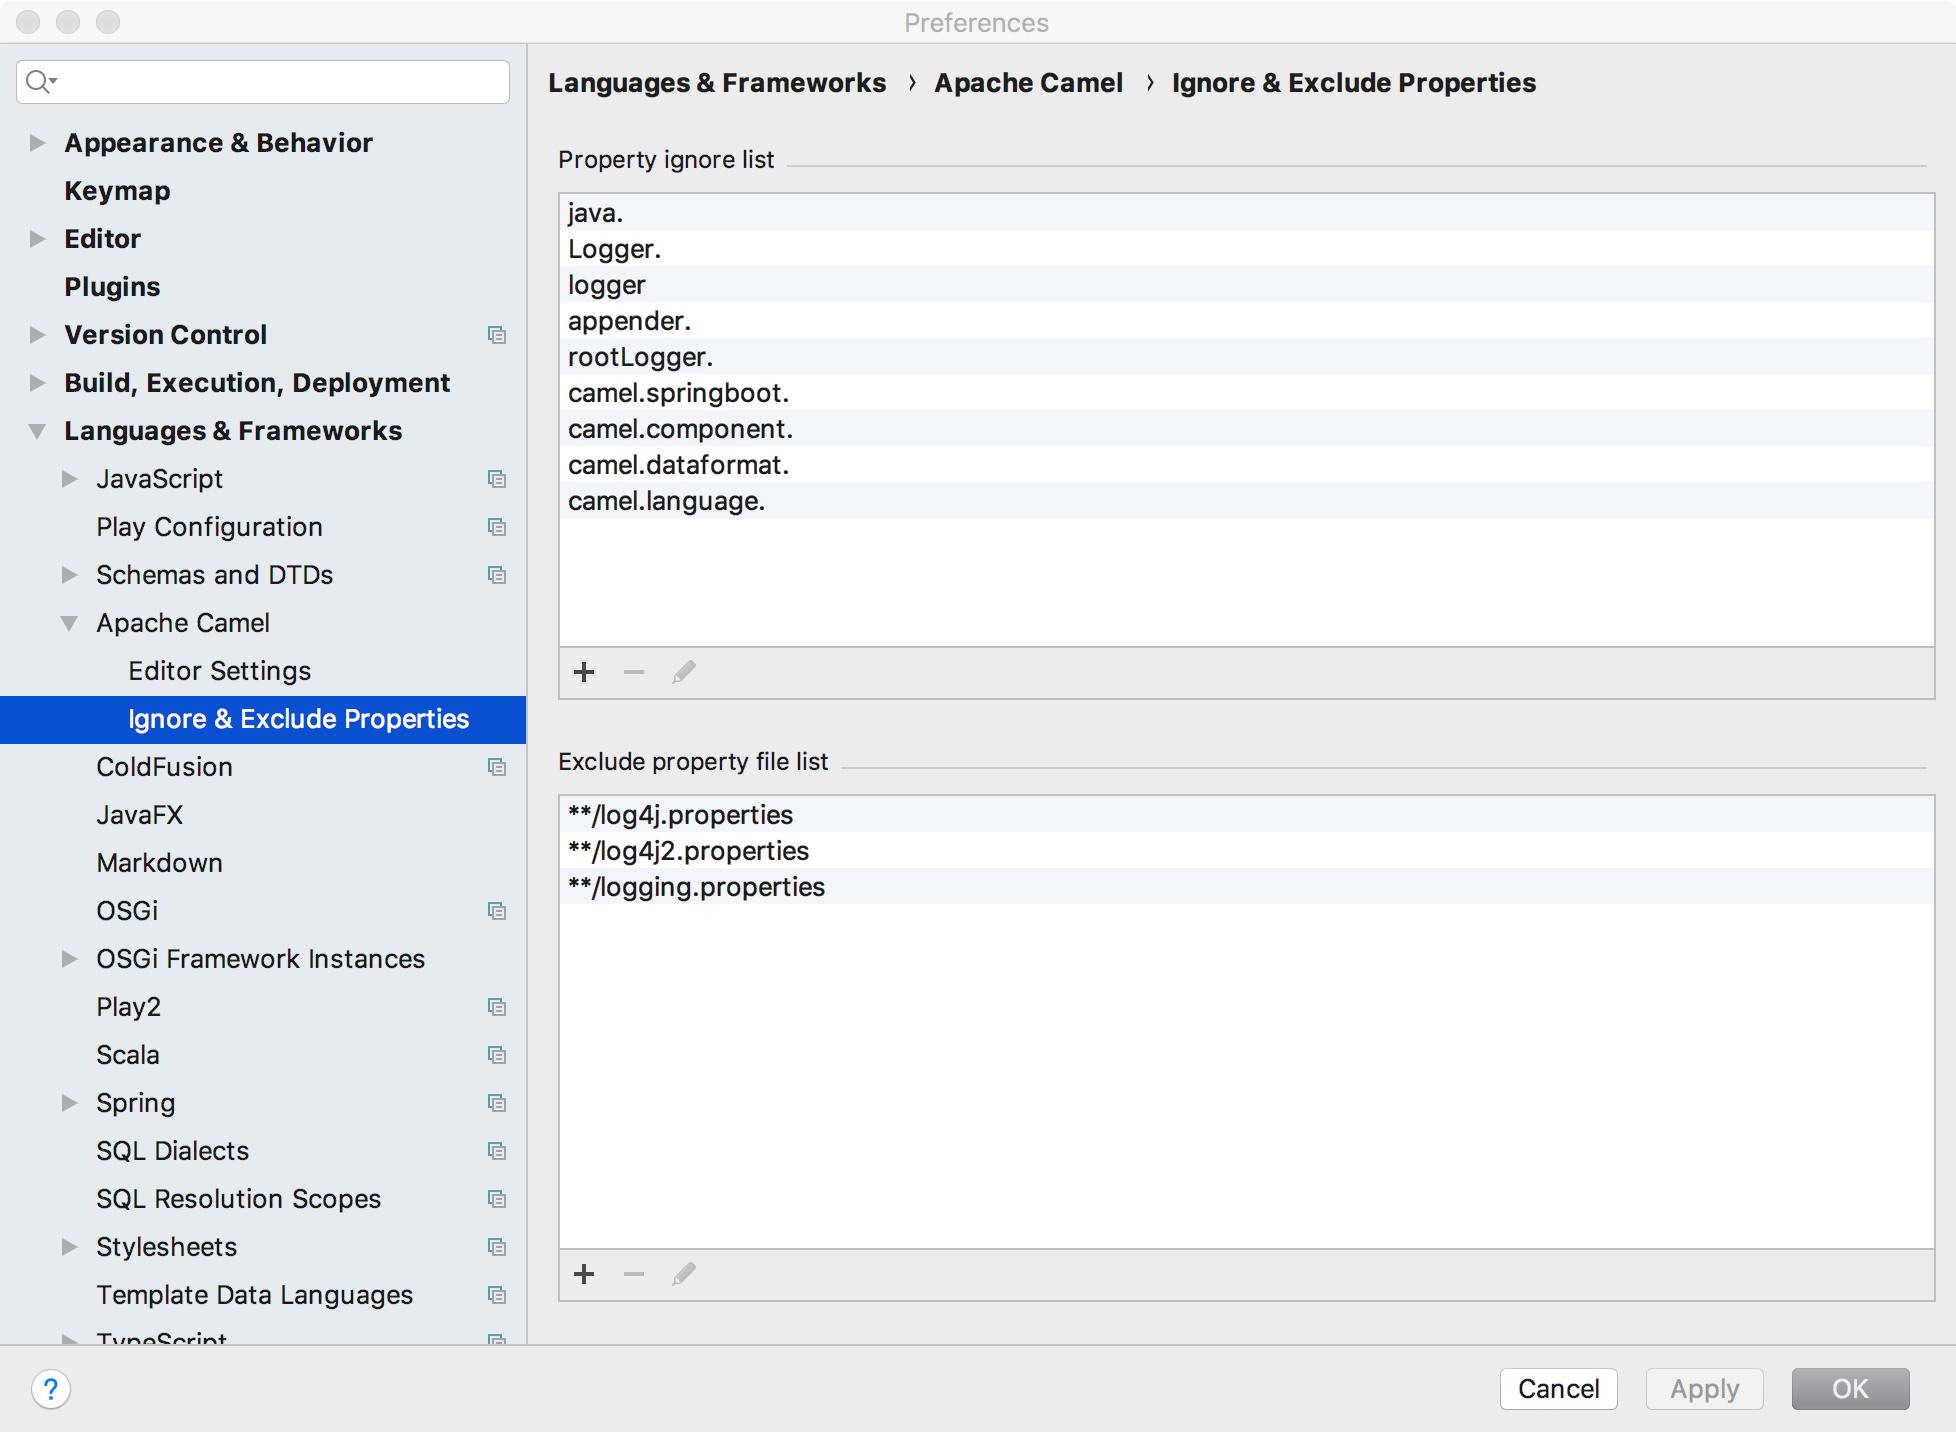 Preferences
Languages & Frameworks › Apache Camel › Ignore & Exclude Properties
Appearance & Behavior
Keymap
Editor
Plugins
Version Control
Build, Execution, Deployment
Languages & Frameworks
JavaScript
Play Configuration
Schemas and DTDs
Apache Camel
Editor Settings
Ignore & Exclude Properties
ColdFusion
JavaFX
Markdown
OSGi
OSGi Framework Instances
Play2
Scala
Spring
SQL Dialects
SQL Resolution Scopes
Stylesheets
Template Data Languages
TypeScript
Property ignore list
java.
Logger.
logger
appender.
rootLogger.
camel.springboot.
camel.component.
camel.dataformat.
camel.language.
Exclude property file list
**/log4j.properties
**/log4j2.properties
**/logging.properties
?
Cancel
Apply
OK